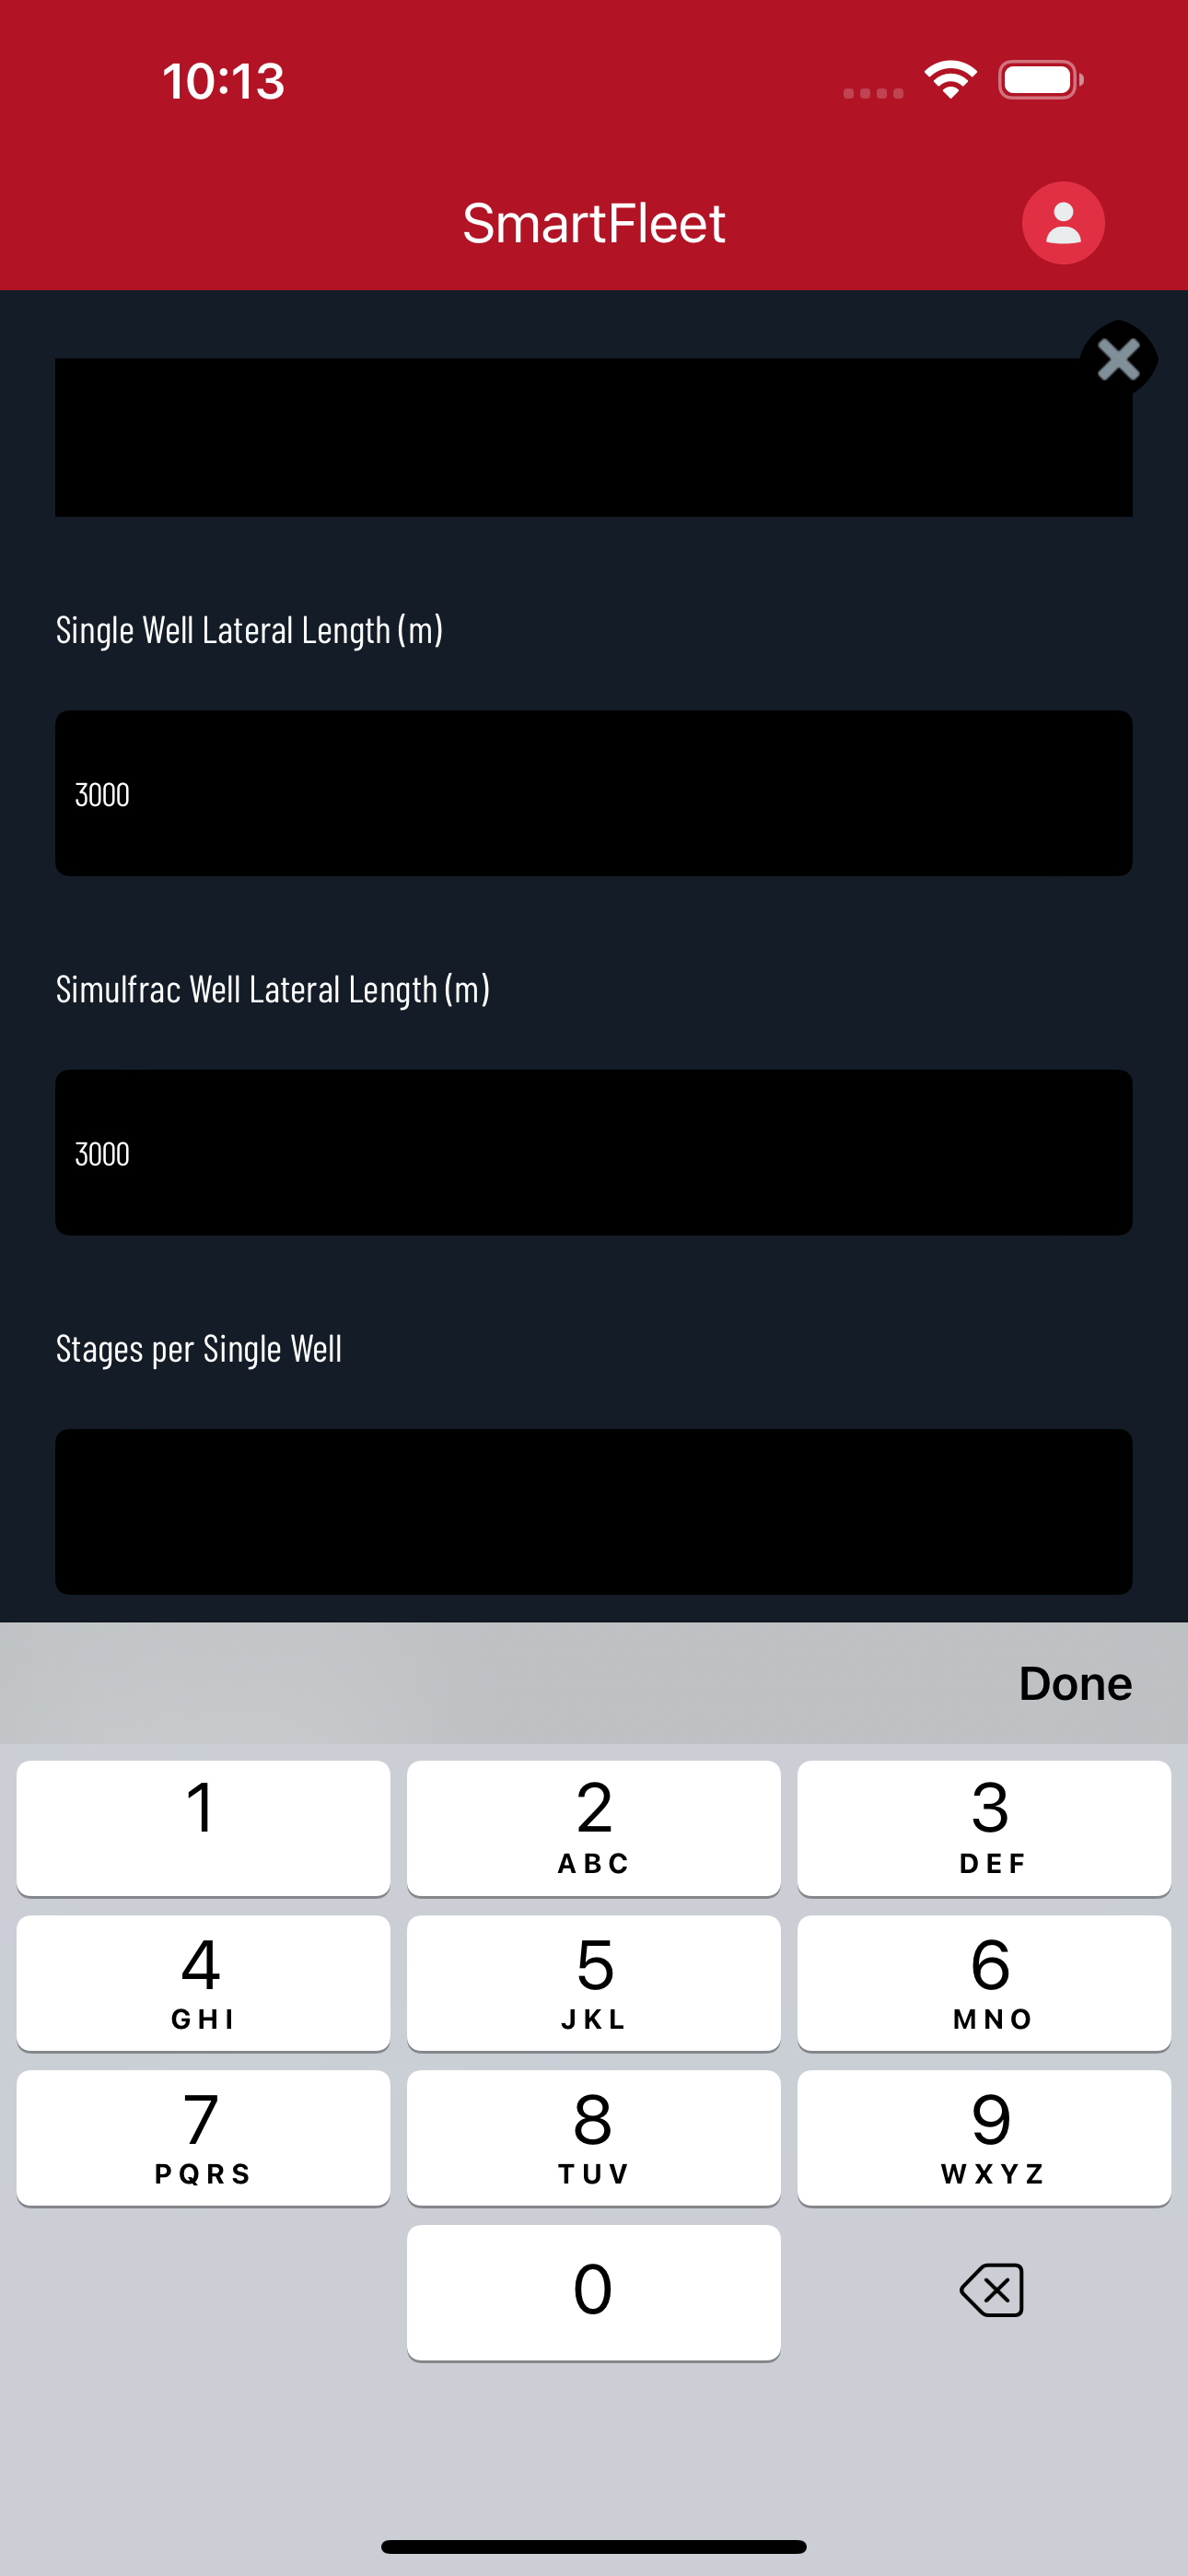 10:13
SmartFleet
Single Well Lateral Length (m)
3000
Simulfrac Well Lateral Length (m)
3000
Stages per Single Well
Done
1
2
ABC
3
DEF
4
GHI
5
JKL
6
MNO
7
PQRS
8
TUV
9
WXYZ
0